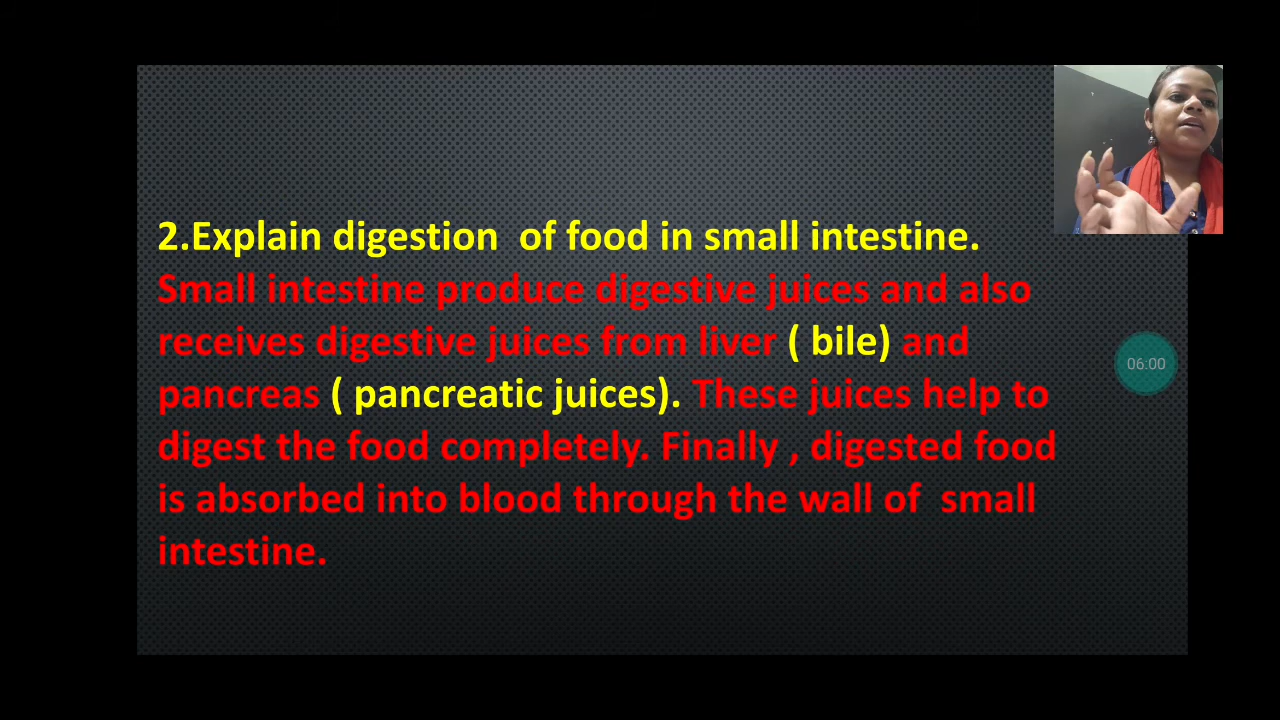 2.Explain digestion  of food in small intestine.
Small intestine produce digestive juices and also
receives digestive juices from liver ( bile) and
pancreas ( pancreatic juices). These juices help to
digest the food completely. Finally , digested food
is absorbed into blood through the wall of  small
intestine.
06:00